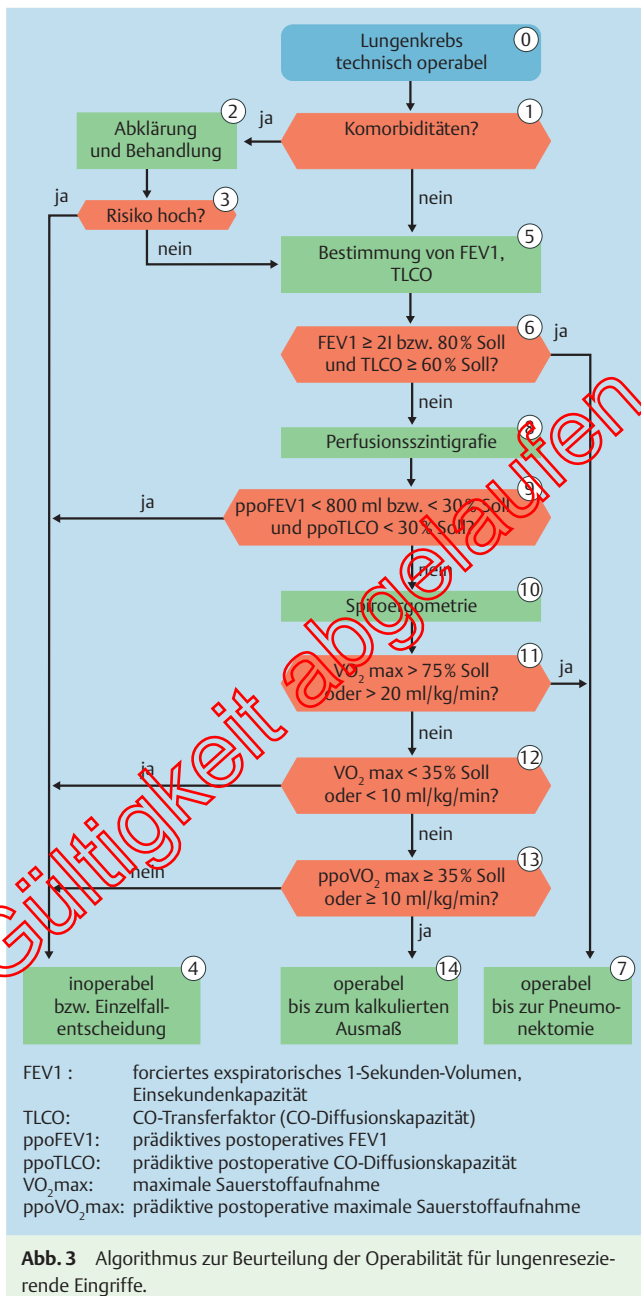 Lungenkrebs
technisch operabel
0
Komorbiditäten?
1
ja
Abklärung
und Behandlung
2
nein
ja
Risiko hoch?
3
nein
Bestimmung von FEV1,
TLCO
5
FEV1 ≥ 2l bzw. 80% Soll
und TLCO ≥ 60% Soll?
6
ja
nein
Perfusionsszintigrafie
8
ppoFEV1 < 800 ml bzw. < 30% Soll
und ppoTLCO < 30% Soll?
9
ja
nein
Spiroergometrie
10
VO2 max > 75% Soll
oder > 20 ml/kg/min?
11
ja
nein
VO2 max < 35% Soll
oder < 10 ml/kg/min?
12
ja
nein
ppoVO2 max ≥ 35% Soll
oder ≥ 10 ml/kg/min?
13
nein
ja
inoperabel
bzw. Einzelfall-
entscheidung
4
operabel
bis zum kalkulierten
Ausmaß
14
operabel
bis zur Pneumo-
nektomie
7
Gültigkeit abgelaufen
FEV1 : forciertes exspiratorisches 1-Sekunden-Volumen,
Einsekundenkapazität
TLCO: CO-Transferfaktor (CO-Diffusionskapazität)
ppoFEV1: prädiktives postoperatives FEV1
ppoTLCO: prädiktive postoperative CO-Diffusionskapazität
VO2max: maximale Sauerstoffaufnahme
ppoVO2max: prädiktive postoperative maximale Sauerstoffaufnahme
Abb. 3 Algorithmus zur Beurteilung der Operabilität für lungenresezie-
rende Eingriffe.